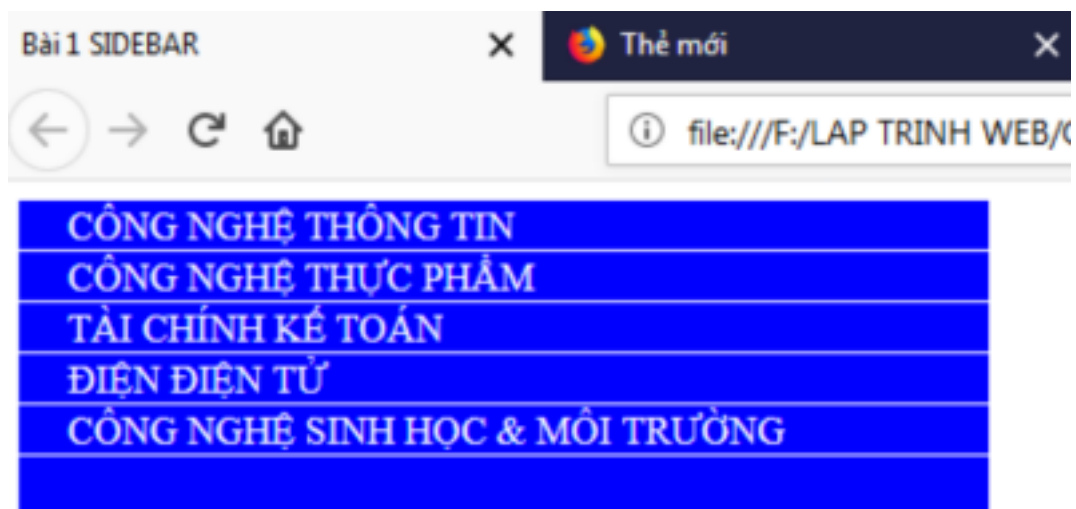 Bài 1 SIDEBAR
Thẻ mới
file:///F:/LAP TRINH WEB/
CÔNG NGHỆ THÔNG TIN
CÔNG NGHỆ THỰC PHẨM
TÀI CHÍNH KẾ TOÁN
ĐIỆN ĐIỆN TỬ
CÔNG NGHỆ SINH HỌC & MÔI TRƯỜNG